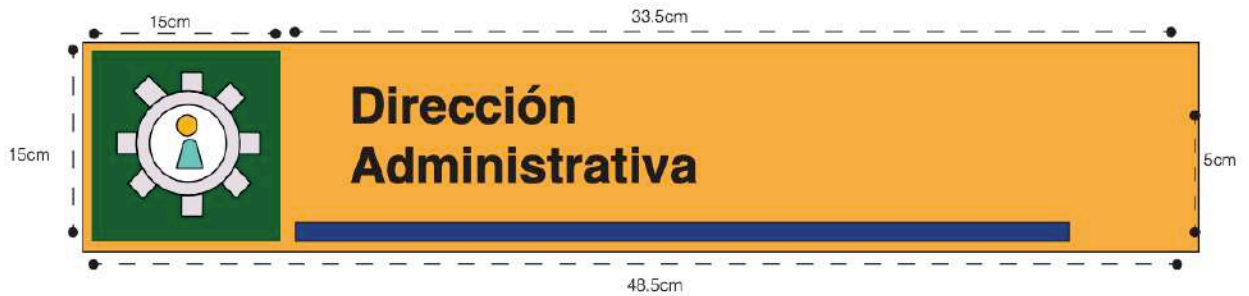 15cm
33.5cm
15cm
Dirección
Administrativa
5cm
48.5cm